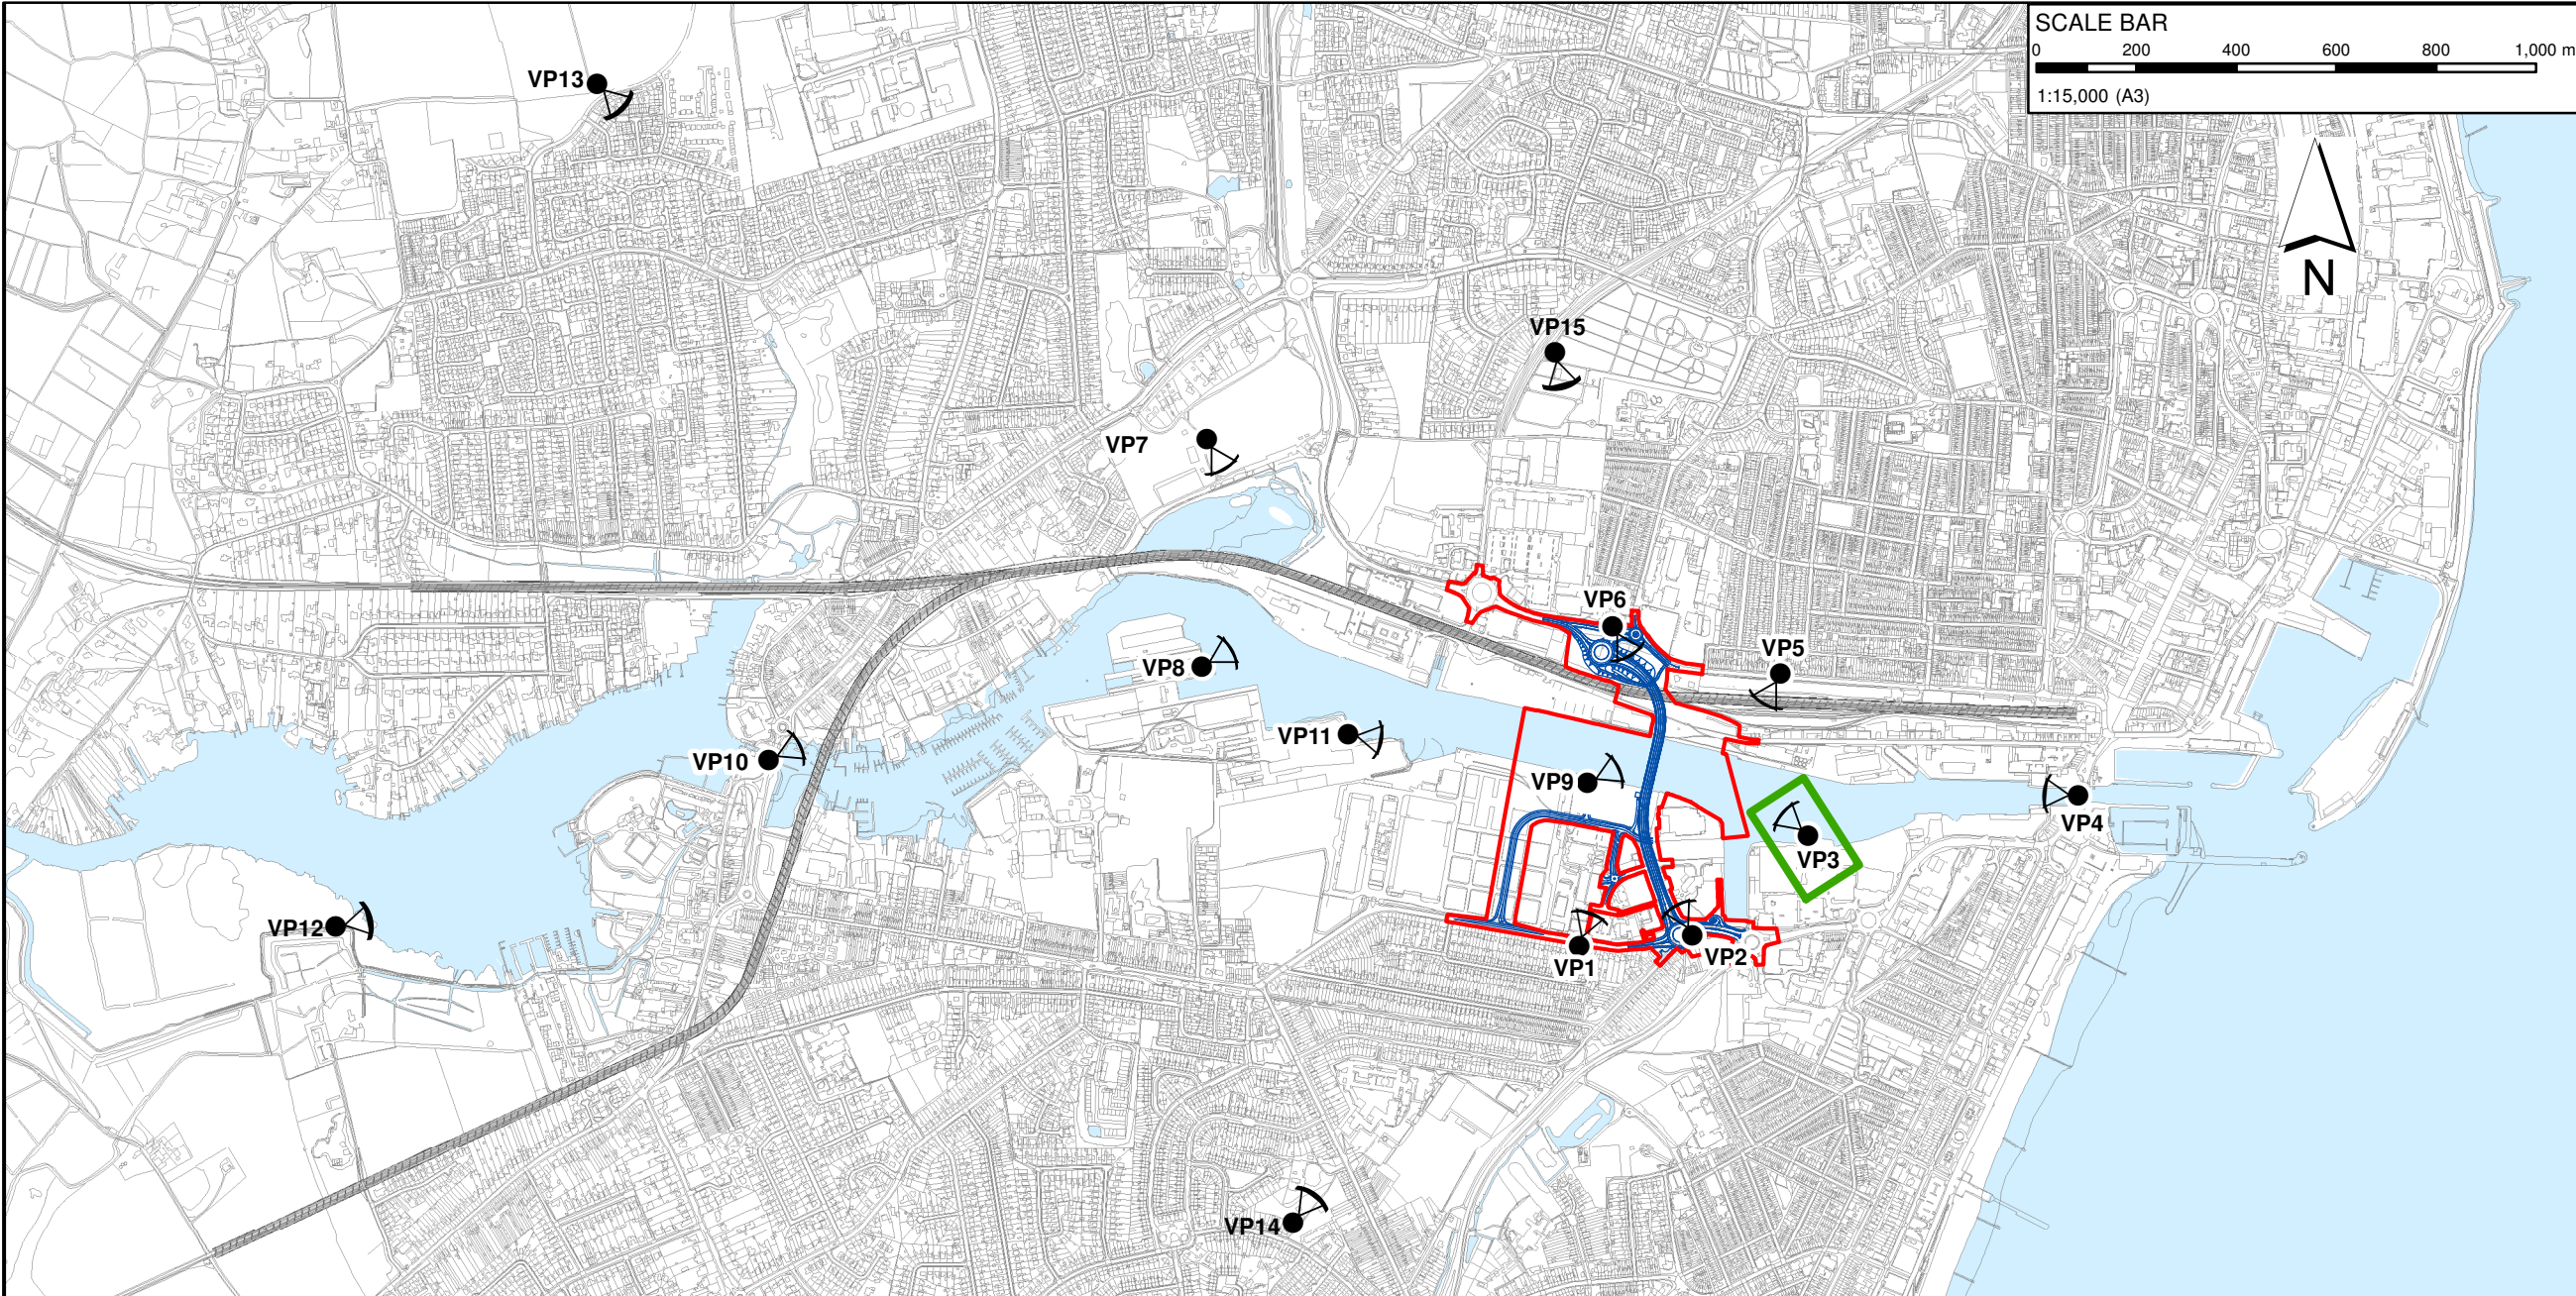 SCALE BAR
0 200 400 600 800 1,000 m
1:15,000 (A3)
VP13
N
VP15
VP7
VP6
VP5
VP8
VP11
VP10
VP9
VP4
VP3
VP12
VP2
VP1
VP14